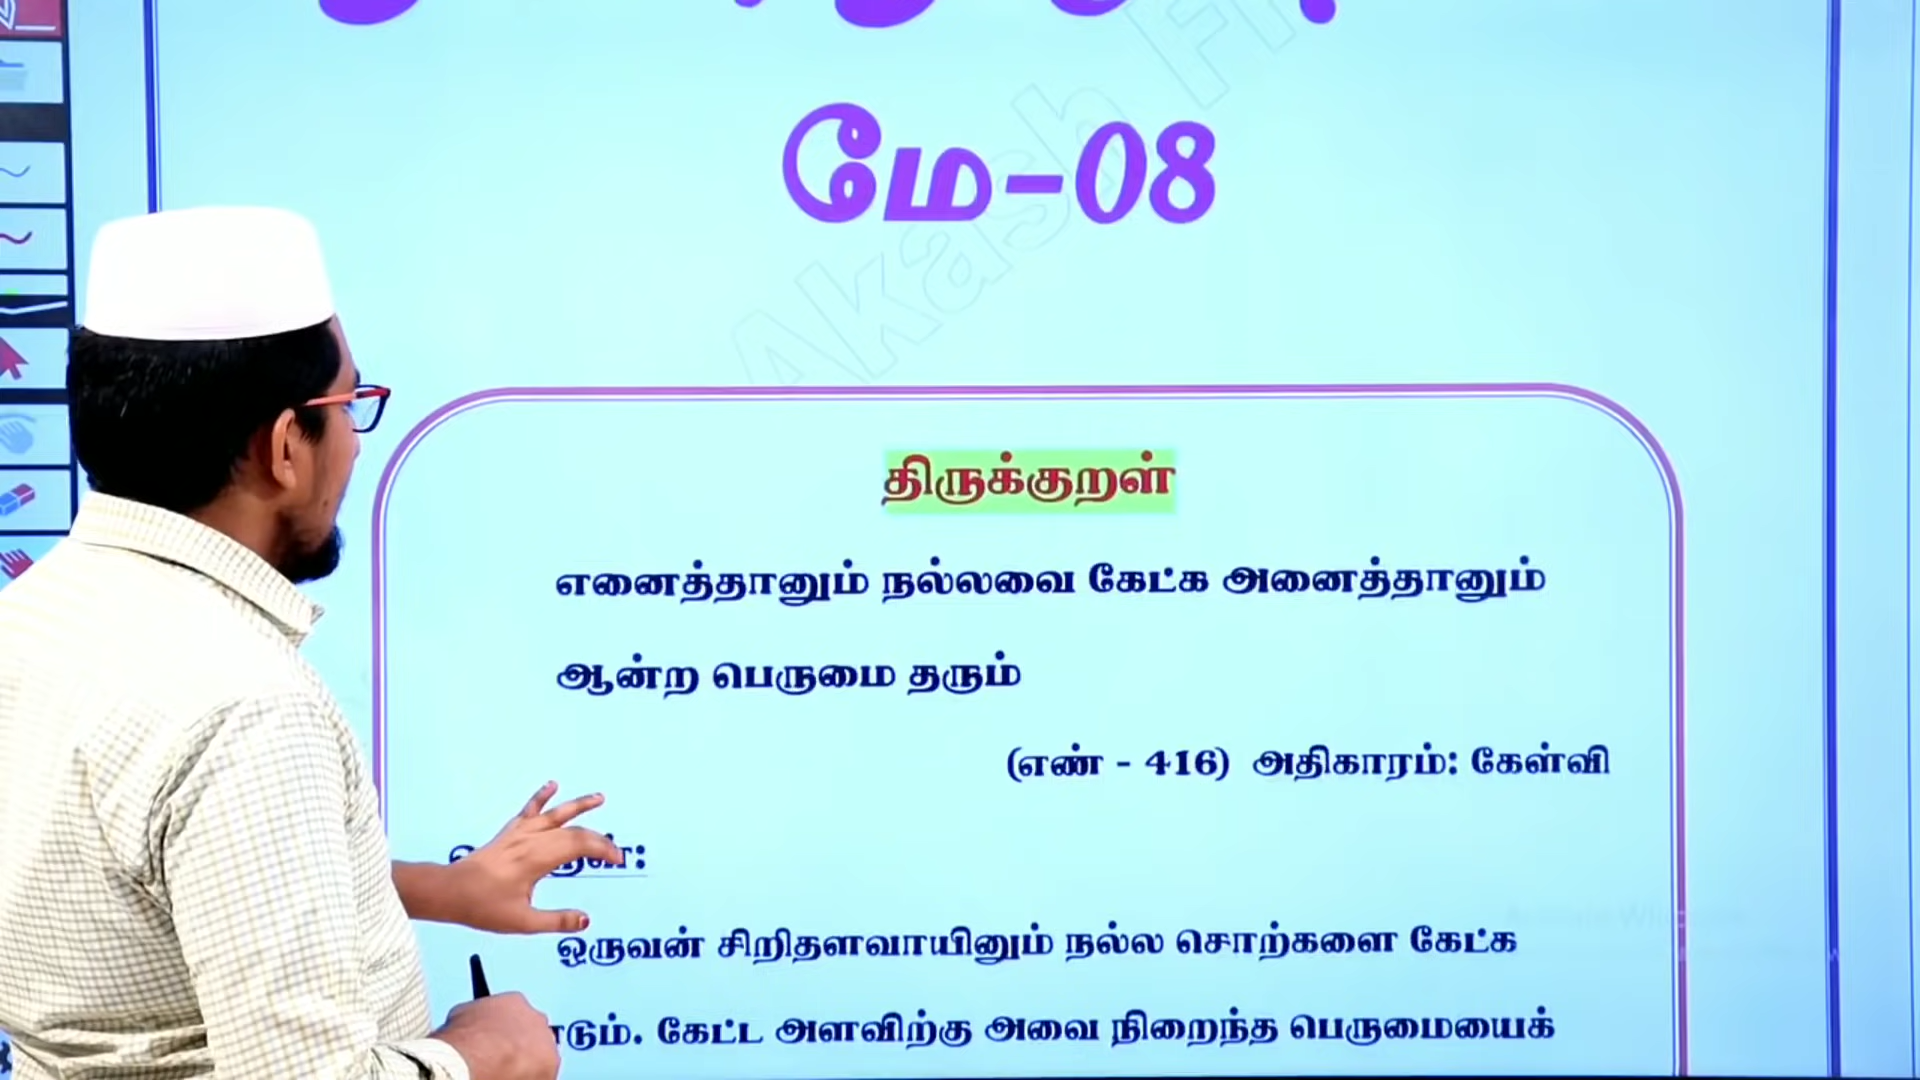 மே-08
Akash
திருக்குறள்
எனைத்தானும் நல்லவை கேட்க அனைத்தானும்
ஆன்ற பெருமை தரும்
(எண் - 416) அதிகாரம்: கேள்வி
ஒருவன் சிறிதளவாயினும் நல்ல சொற்களை கேட்க
கேட்ட அளவிற்கு அவை நிறைந்த பெருமையைக்